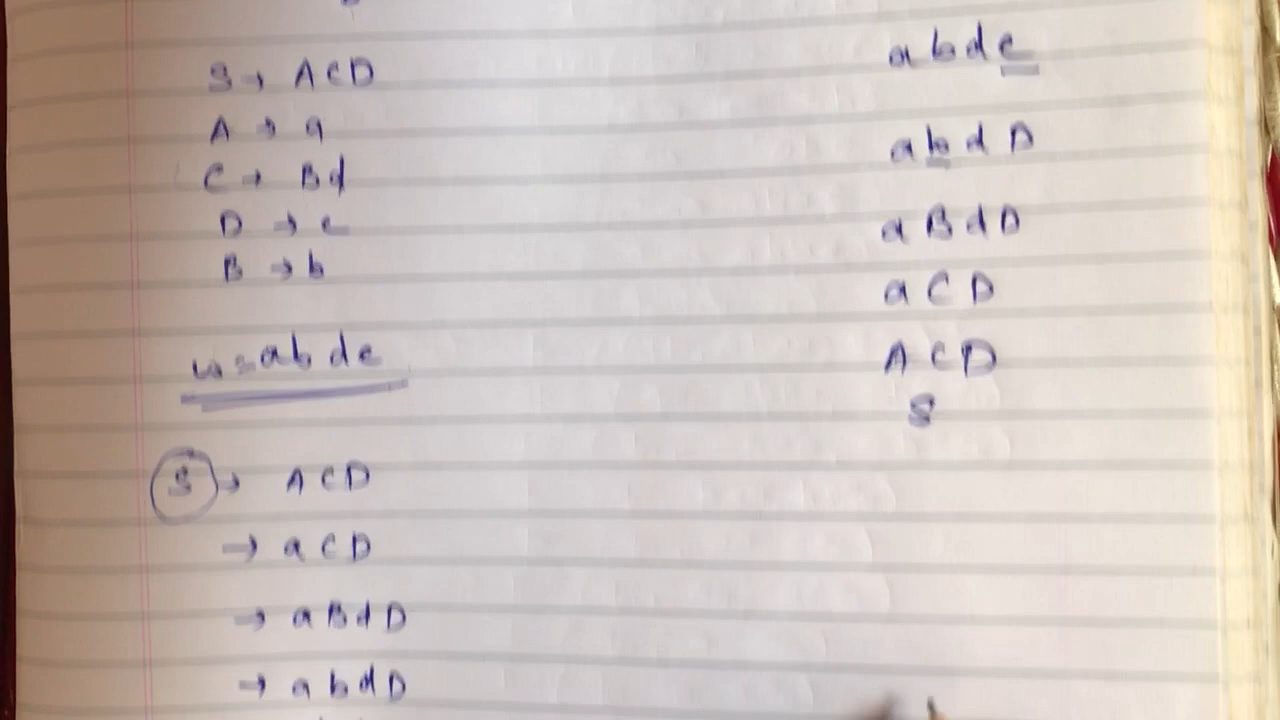 S → ACD
A → a
C → Bd
D → e
B → b
w = abde
S → ACD
→ aCD
→ aBdD
→ abdD
abde
abdD
aBdD
aCD
ACD
S